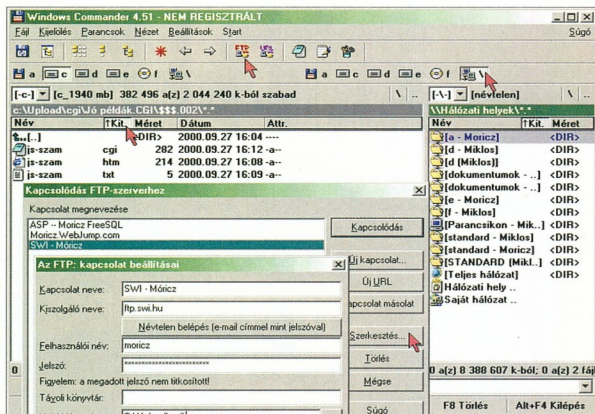 Windows Commander 4.51 - NEM REGISZTRÁLT
Fájl Kijelölés Parancsok Nézet Beállítások Start Súgó
FTP URL
a c d e f \ a c d e f \
[-c-] [c_1940 mb] 382 496 a(z) 2 044 240 k-ból szabad \ .. [-\-] [névtelen] \ ..
c:\Upload\cgi\Jó példák.CGI\$$$.002\*.* \\Hálózati helyek\*.*
Név ↑Kit. Méret Dátum Attr.
[..] <DIR> 2000.09.27 16:04 ----
js-szam cgi 282 2000.09.27 16:12 -a--
js-szam htm 214 2000.09.27 16:08 -a--
js-szam txt 5 2000.09.27 16:09 -a--
Név ↑Kit. Méret
[a - Moricz] <DIR>
[d - Miklos] <DIR>
[d [Miklos]] <DIR>
[dokumentumok - ..] <DIR>
[dokumentumok - ..] <DIR>
[e - Moricz] <DIR>
[f - Miklos] <DIR>
[Parancsikon - Mik..] <DIR>
[standard - Miklos] <DIR>
[standard - Moricz] <DIR>
[STANDARD (Mikl..] <DIR>
[Teljes hálózat] <DIR>
Hálózati hely ..
Saját hálózat ..
Kapcsolódás FTP-szerverhez
Kapcsolat megnevezése
ASP -- Moricz FreeSQL
Moricz.WebJump.com
SWI - Móricz
Kapcsolódás
Új kapcsolat...
Új URL
apcsolat másolat
Szerkesztés...
Törlés
Mégse
Súgó
Az FTP: kapcsolat beállításai
Kapcsolat neve: SWI - Móricz
Kiszolgáló neve: ftp.swi.hu
Névtelen belépés (e-mail címmel mint jelszóval)
Felhasználói név: moricz
Jelszó: ************************
Figyelem: a megadott jelszó nem titkosított!
Távoli könyvtár:
0
0 a(z) 8 388 607 k-ból; 0 a(z) 2 fájl
F8 Törlés Alt+F4 Kilépés